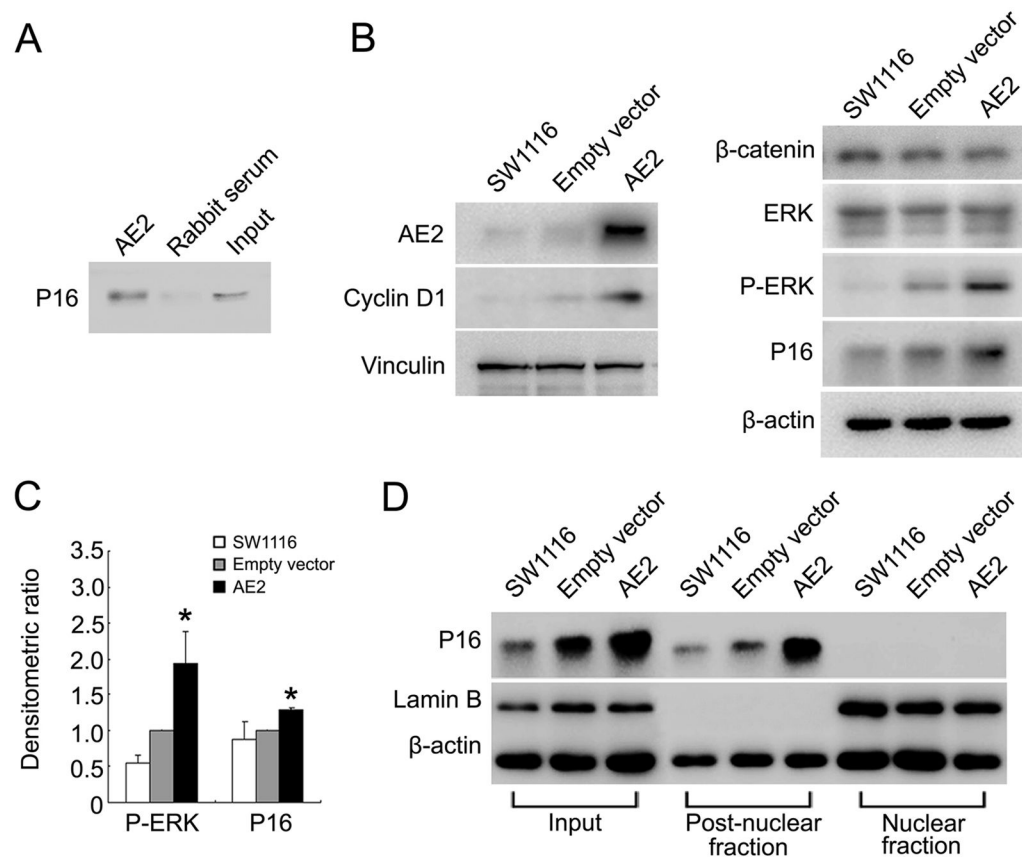 A
AE2
Rabbit serum
Input
P16
B
SW1116
Empty vector
AE2
AE2
Cyclin D1
Vinculin
SW1116
Empty vector
AE2
β-catenin
ERK
P-ERK
P16
β-actin
C
Densitometric ratio
3.5
3.0
2.5
2.0
1.5
1.0
0.5
0
SW1116
Empty vector
AE2
*
*
P-ERK
P16
D
SW1116
Empty vector
AE2
SW1116
Empty vector
AE2
SW1116
Empty vector
AE2
P16
Lamin B
β-actin
Input
Post-nuclear
fraction
Nuclear
fraction